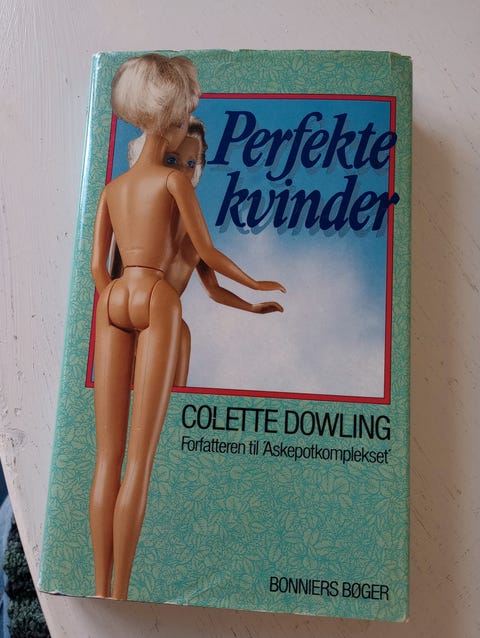 Perfekte
kvinder
COLETTE DOWLING
Forfatteren til 'Askepotkomplekset'
BONNIERS BØGER